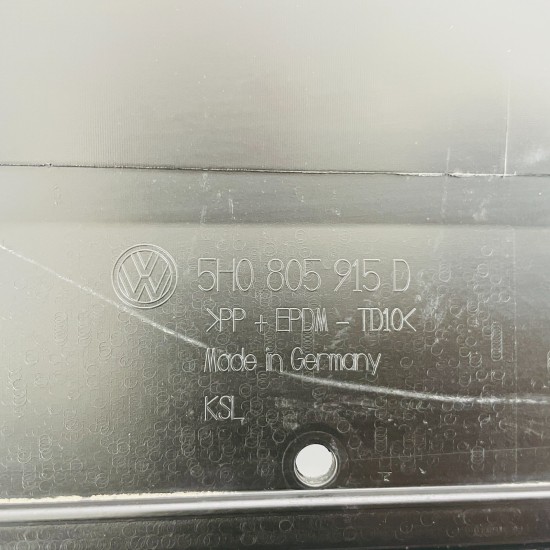 5H0 805 915 D
>PP + EPDM - TD10<
Made in Germany
KSL